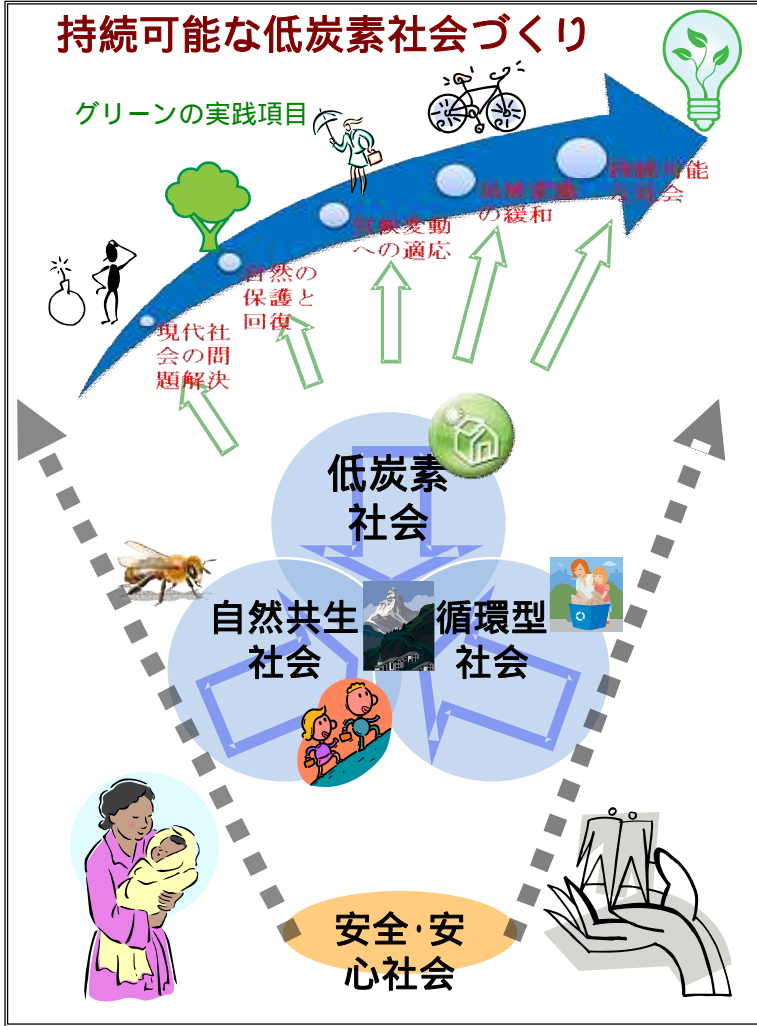 持続可能な低炭素社会づくり
グリーンの実践項目
持続可能
な社会
気候変動
の緩和
気候変動
への適応
自然の
保護と
回復
現代社
会の問
題解決
低炭素
社会
自然共生
社会
循環型
社会
安全・安
心社会